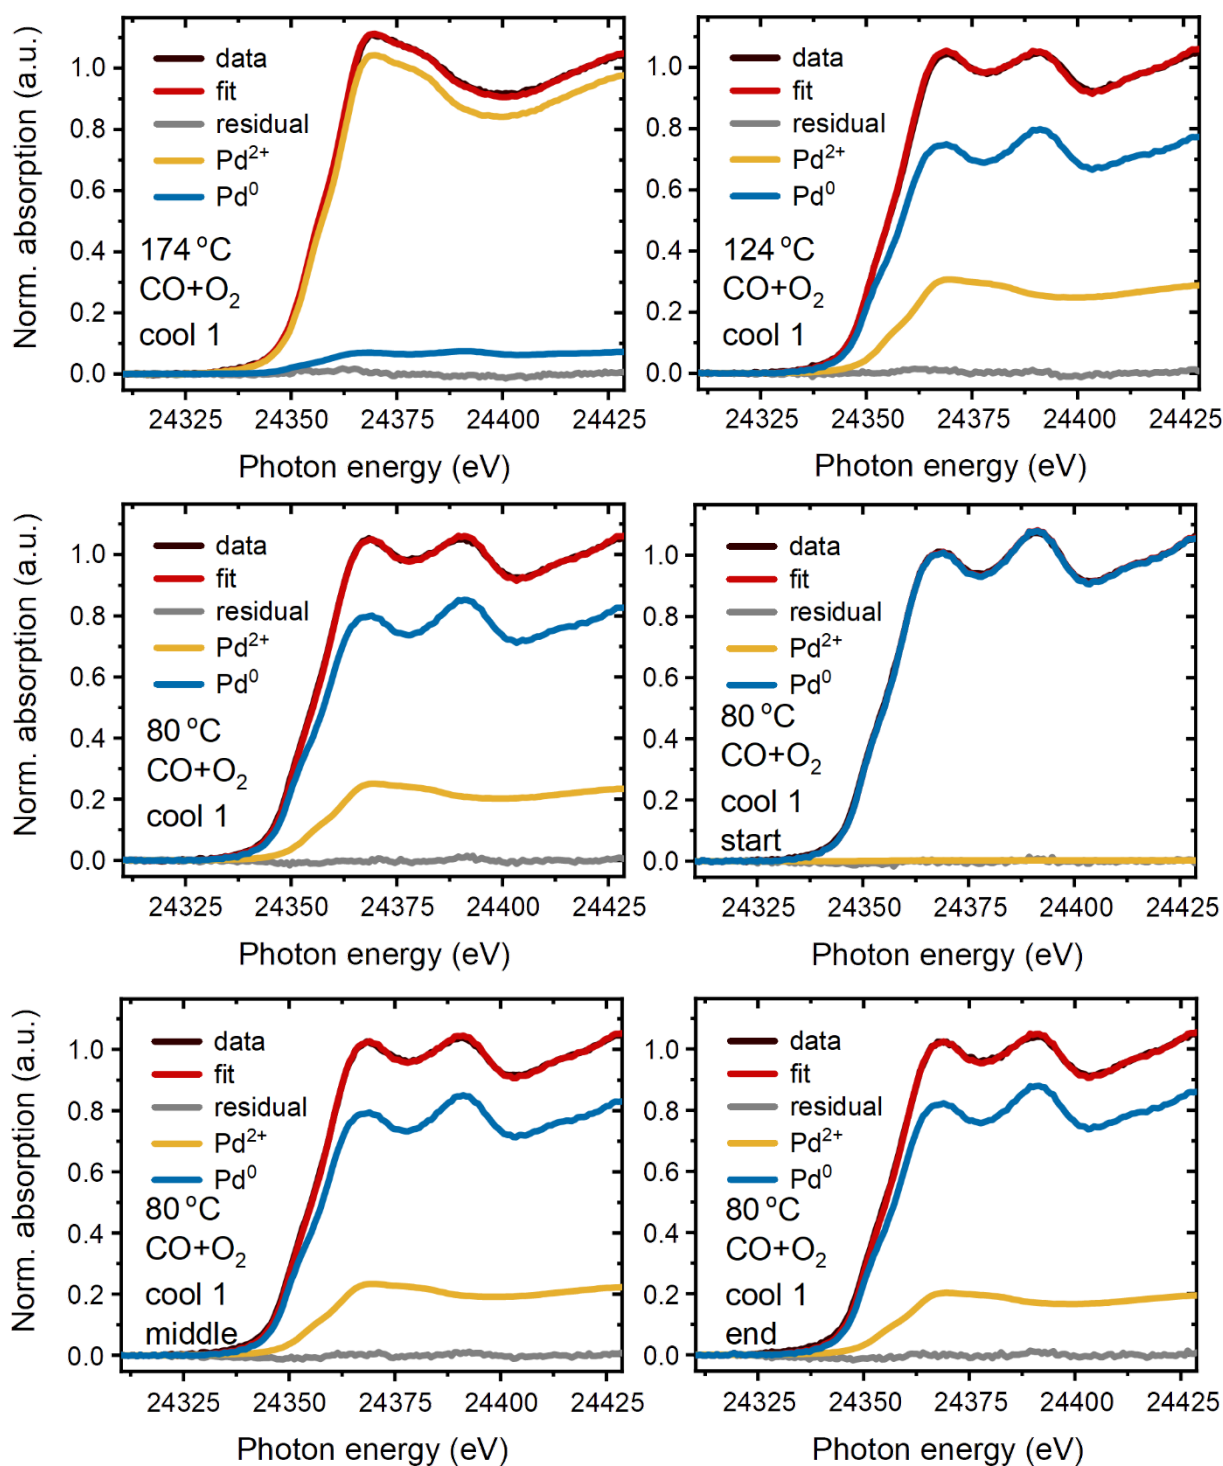 Norm. absorption (a.u.)
1.0
0.8
0.6
0.4
0.2
0.0
data
fit
residual
Pd²⁺
Pd⁰
174 °C
CO+O₂
cool 1
24325 24350 24375 24400 24425
Photon energy (eV)
1.0
0.8
0.6
0.4
0.2
0.0
data
fit
residual
Pd²⁺
Pd⁰
124 °C
CO+O₂
cool 1
24325 24350 24375 24400 24425
Photon energy (eV)
Norm. absorption (a.u.)
1.0
0.8
0.6
0.4
0.2
0.0
data
fit
residual
Pd²⁺
Pd⁰
80 °C
CO+O₂
cool 1
24325 24350 24375 24400 24425
Photon energy (eV)
1.0
0.8
0.6
0.4
0.2
0.0
data
fit
residual
Pd²⁺
Pd⁰
80 °C
CO+O₂
cool 1
start
24325 24350 24375 24400 24425
Photon energy (eV)
Norm. absorption (a.u.)
1.0
0.8
0.6
0.4
0.2
0.0
data
fit
residual
Pd²⁺
Pd⁰
80 °C
CO+O₂
cool 1
middle
24325 24350 24375 24400 24425
Photon energy (eV)
1.0
0.8
0.6
0.4
0.2
0.0
data
fit
residual
Pd²⁺
Pd⁰
80 °C
CO+O₂
cool 1
end
24325 24350 24375 24400 24425
Photon energy (eV)